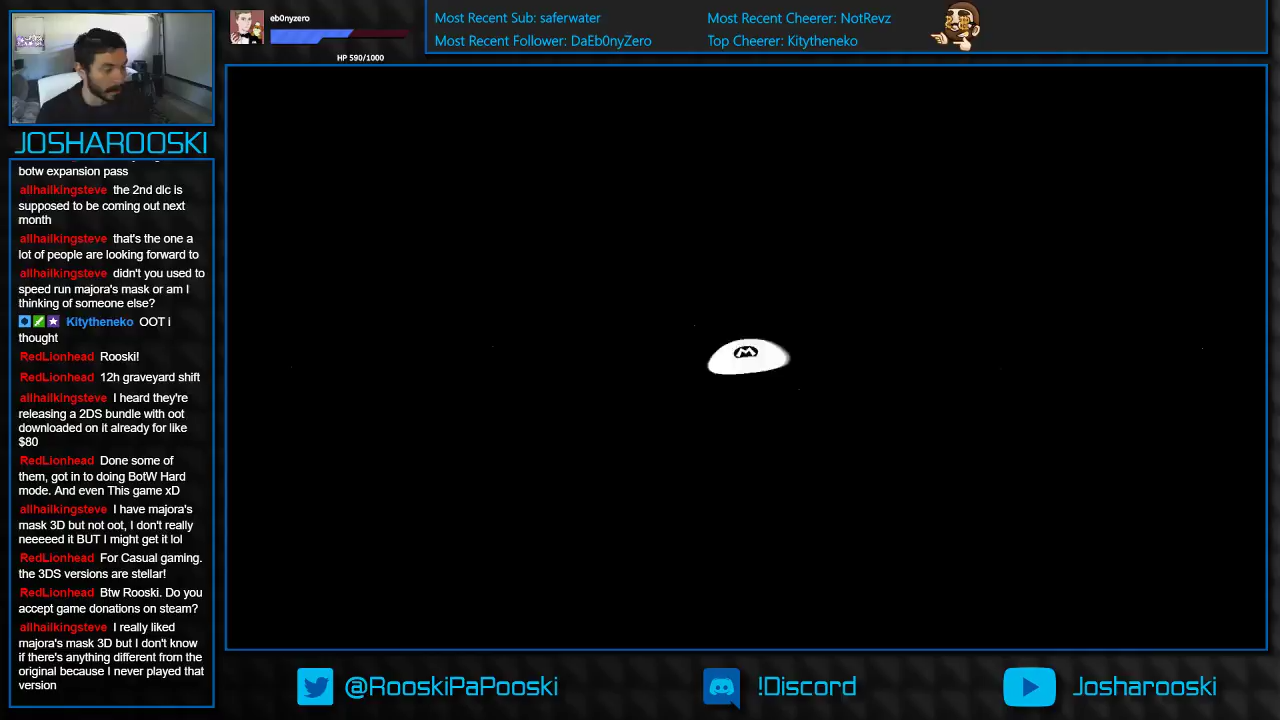 eb0nyzero
HP 590/1000
Most Recent Sub: saferwater
Most Recent Follower: DaEb0nyZero
Most Recent Cheerer: NotRevz
Top Cheerer: Kitytheneko
JOSHAROOSKI
botw expansion pass
allhailkingsteve the 2nd dlc is
supposed to be coming out next
month
allhailkingsteve that's the one a
lot of people are looking forward to
allhailkingsteve didn't you used to
speed run majora's mask or am I
thinking of someone else?
Kitytheneko OOT i
thought
RedLionhead Rooski!
RedLionhead 12h graveyard shift
allhailkingsteve I heard they're
releasing a 2DS bundle with oot
downloaded on it already for like
$80
RedLionhead Done some of
them, got in to doing BotW Hard
mode. And even This game xD
allhailkingsteve I have majora's
mask 3D but not oot, I don't really
neeeeed it BUT I might get it lol
RedLionhead For Casual gaming.
the 3DS versions are stellar!
RedLionhead Btw Rooski. Do you
accept game donations on steam?
allhailkingsteve I really liked
majora's mask 3D but I don't know
if there's anything different from the
original because I never played that
version
M
@RooskiPaPooski
!Discord
Josharooski